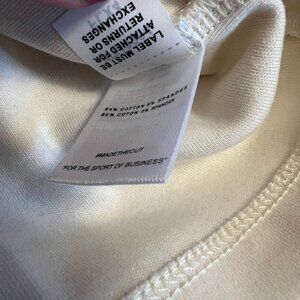 LABEL MUST BE
ATTACHED FOR
RETURNS OR
EXCHANGES
94% COTTON 6% SPANDEX
94% COTON 6% SPANDEX
#MADETHECUT
"FOR THE SPORT OF BUSINESS"